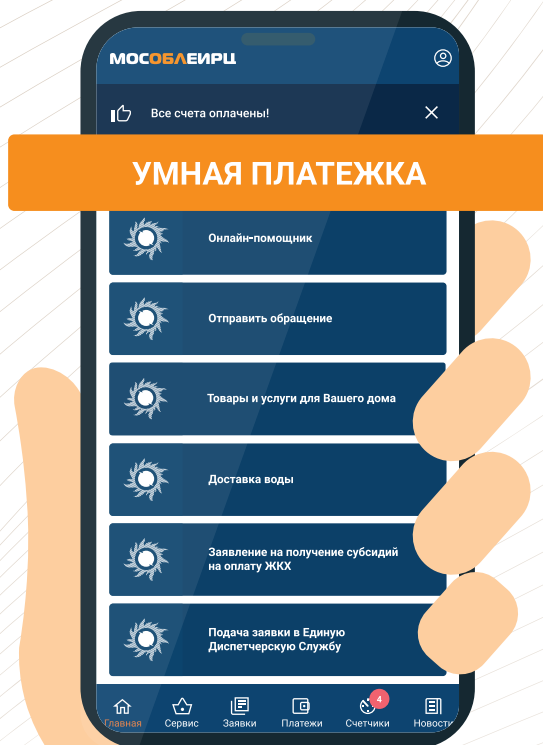 МОСОБЛЕИРЦ
Все счета оплачены!
УМНАЯ ПЛАТЕЖКА
Онлайн-помощник
Отправить обращение
Товары и услуги для Вашего дома
Доставка воды
Заявление на получение субсидий
на оплату ЖКХ
Подача заявки в Единую
Диспетчерскую Службу
4
Главная Сервис Заявки Платежи Счетчики Новости